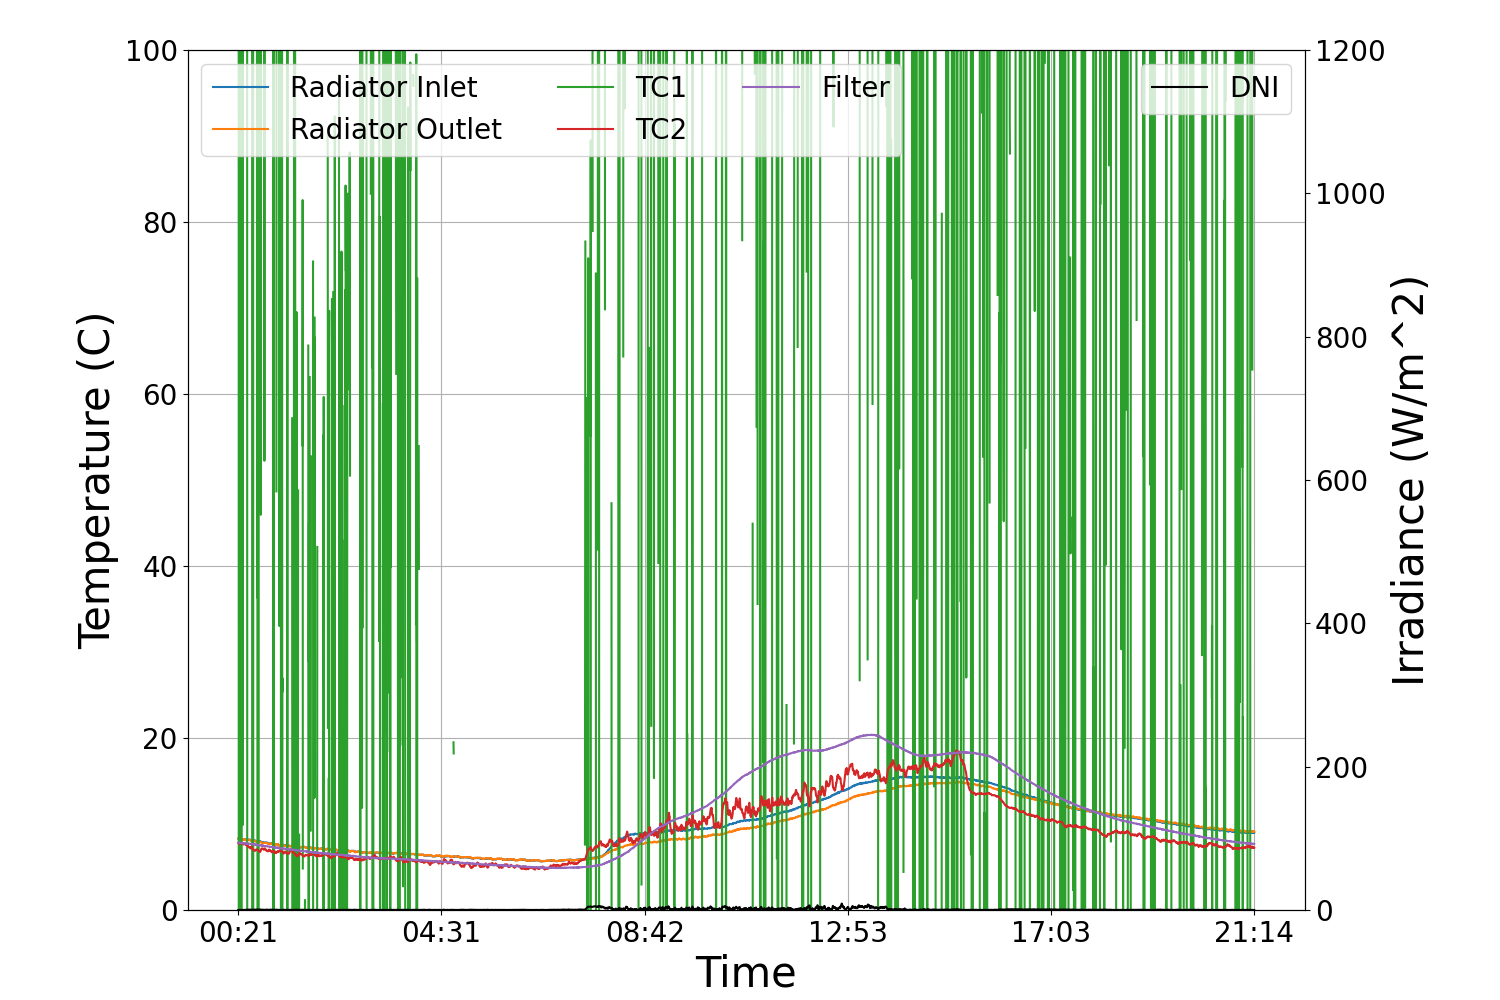 100
80
60
40
20
0
Temperature (C)
Radiator Inlet
Radiator Outlet
TC1
TC2
Filter
DNI
1200
1000
800
600
400
200
0
Irradiance (W/m^2)
00:21 04:31 08:42 12:53 17:03 21:14
Time